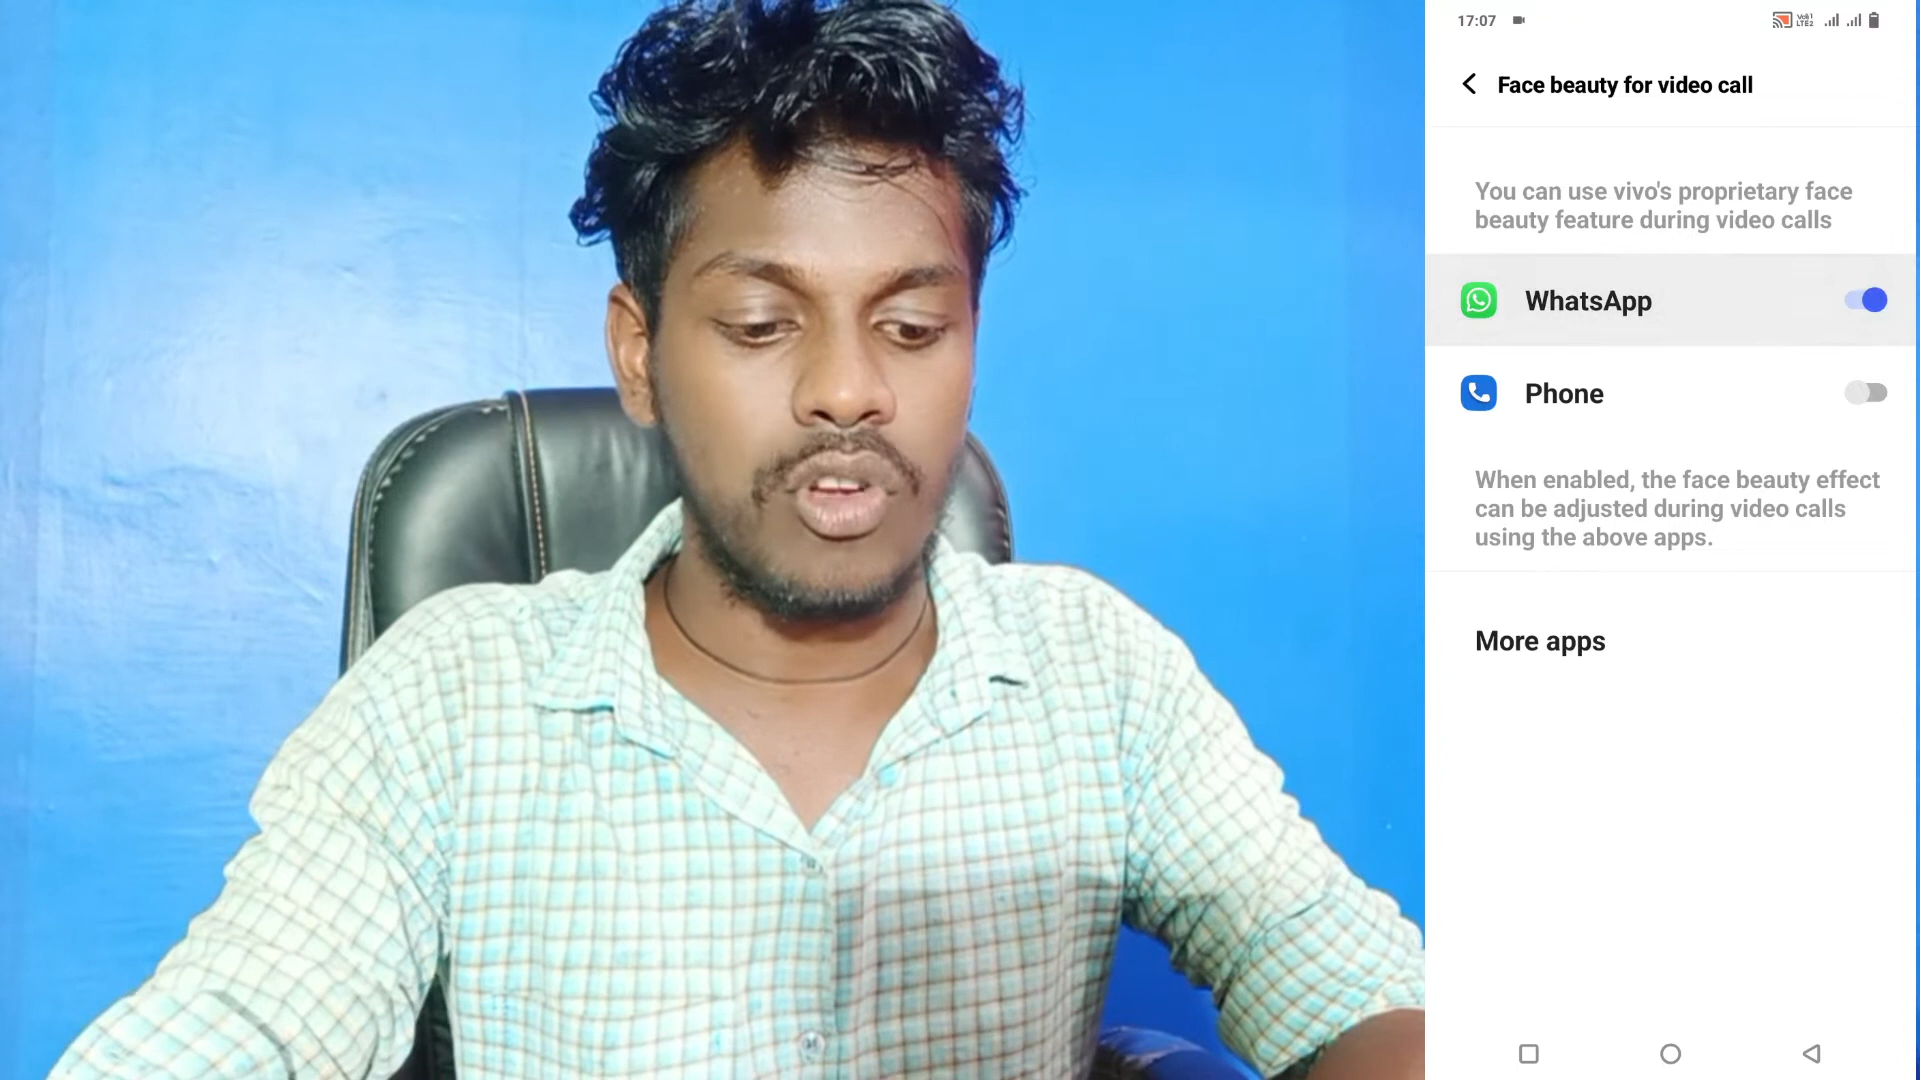 17:07
Face beauty for video call
You can use vivo's proprietary face
beauty feature during video calls
WhatsApp
Phone
When enabled, the face beauty effect
can be adjusted during video calls
using the above apps.
More apps